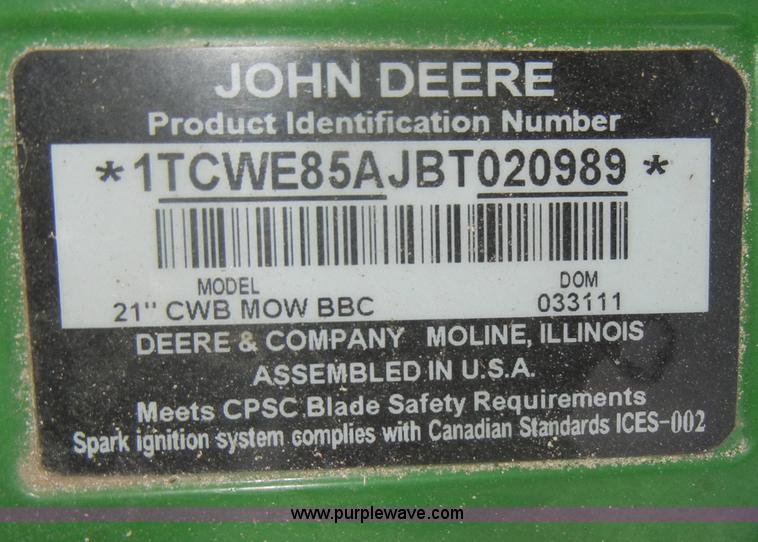 JOHN DEERE
Product Identification Number
*1TCWE85AJBT020989*
MODEL DOM
21" CWB MOW BBC 033111
DEERE & COMPANY MOLINE, ILLINOIS
ASSEMBLED IN U.S.A.
Meets CPSC Blade Safety Requirements
Spark ignition system complies with Canadian Standards ICES-002
www.purplewave.com